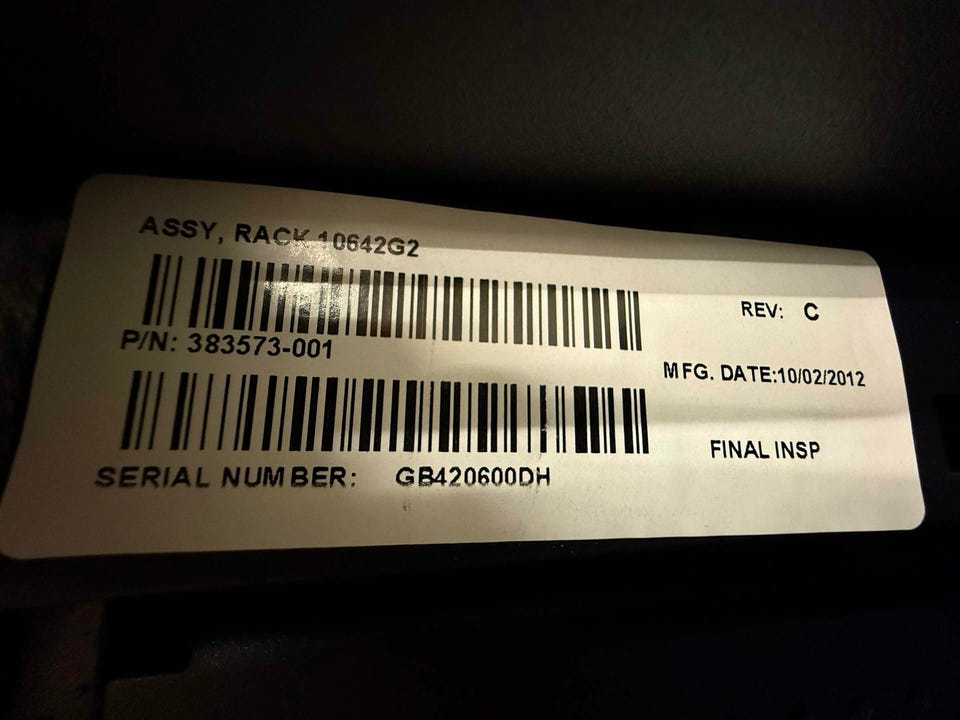 ASSY, RACK 10642G2
REV: C
P/N: 383573-001
MFG. DATE:10/02/2012
FINAL INSP
SERIAL NUMBER: GB420600DH